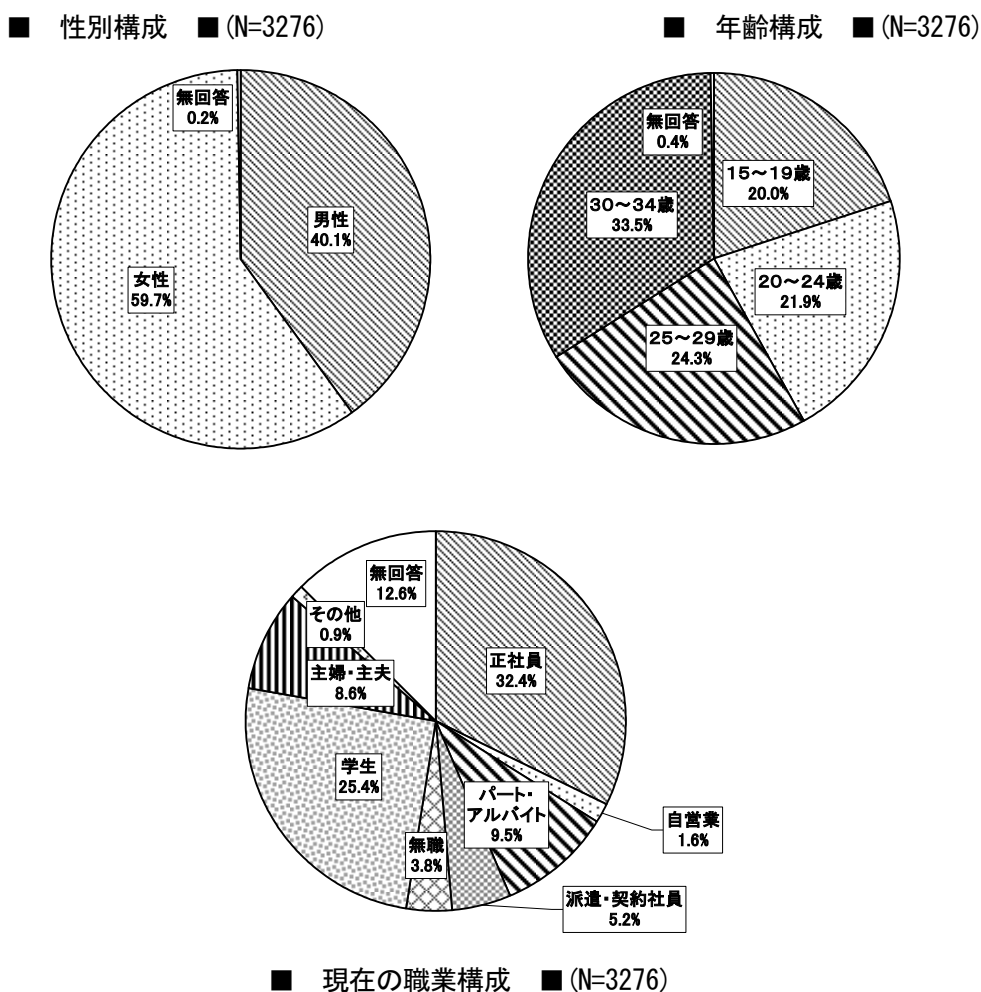 ■ 性別構成 ■(N=3276)
無回答
0.2%
男性
40.1%
女性
59.7%
■ 年齢構成 ■(N=3276)
無回答
0.4%
15～19歳
20.0%
30～34歳
33.5%
20～24歳
21.9%
25～29歳
24.3%
無回答
12.6%
その他
0.9%
正社員
32.4%
主婦・主夫
8.6%
学生
25.4%
パート・
アルバイト
9.5%
自営業
1.6%
無職
3.8%
派遣・契約社員
5.2%
■ 現在の職業構成 ■(N=3276)